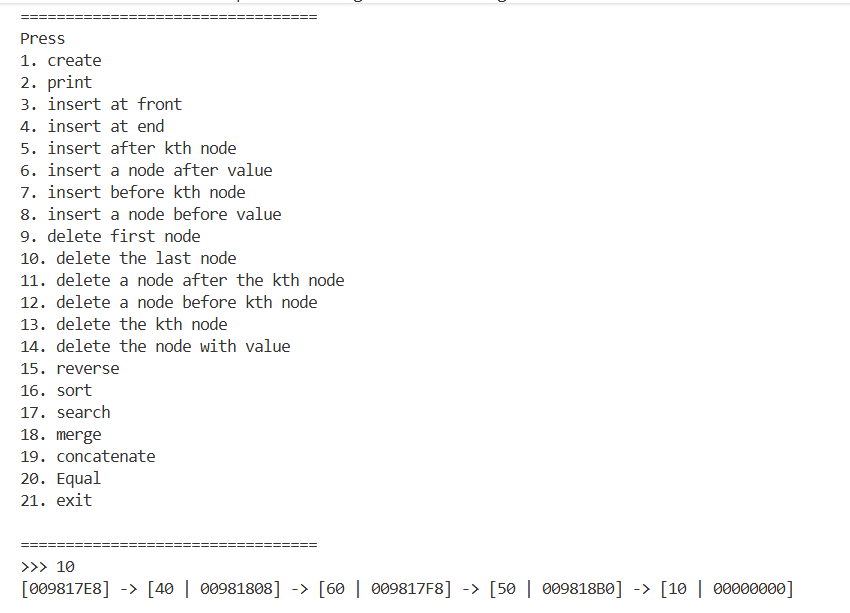 =================================
Press
1. create
2. print
3. insert at front
4. insert at end
5. insert after kth node
6. insert a node after value
7. insert before kth node
8. insert a node before value
9. delete first node
10. delete the last node
11. delete a node after the kth node
12. delete a node before kth node
13. delete the kth node
14. delete the node with value
15. reverse
16. sort
17. search
18. merge
19. concatenate
20. Equal
21. exit
=================================
>>> 10
[009817E8] -> [40 | 00981808] -> [60 | 009817F8] -> [50 | 009818B0] -> [10 | 00000000]